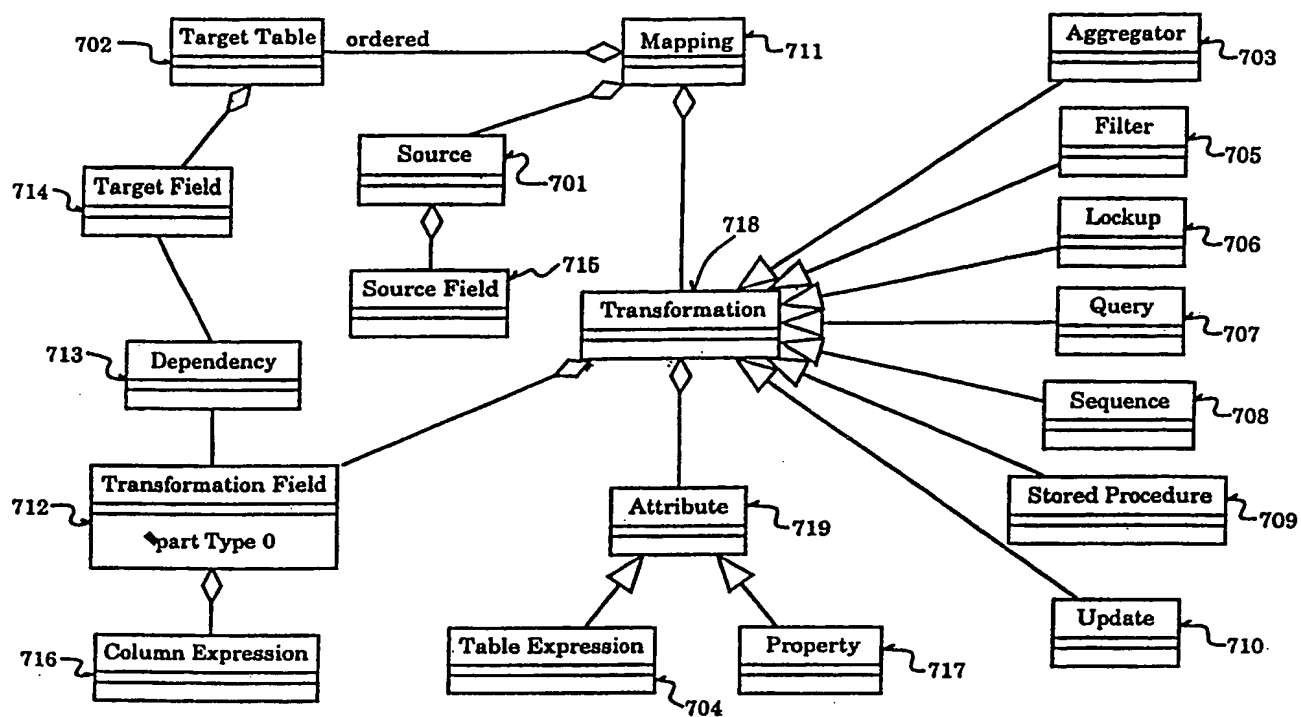 702
Target Table
ordered
Mapping
711
Aggregator
703
Filter
705
Source
701
714
Target Field
Lockup
706
718
715
Source Field
Transformation
Query
707
713
Dependency
Sequence
708
Transformation Field
712
part Type 0
Attribute
719
Stored Procedure
709
Update
710
716
Column Expression
Table Expression
704
Property
717